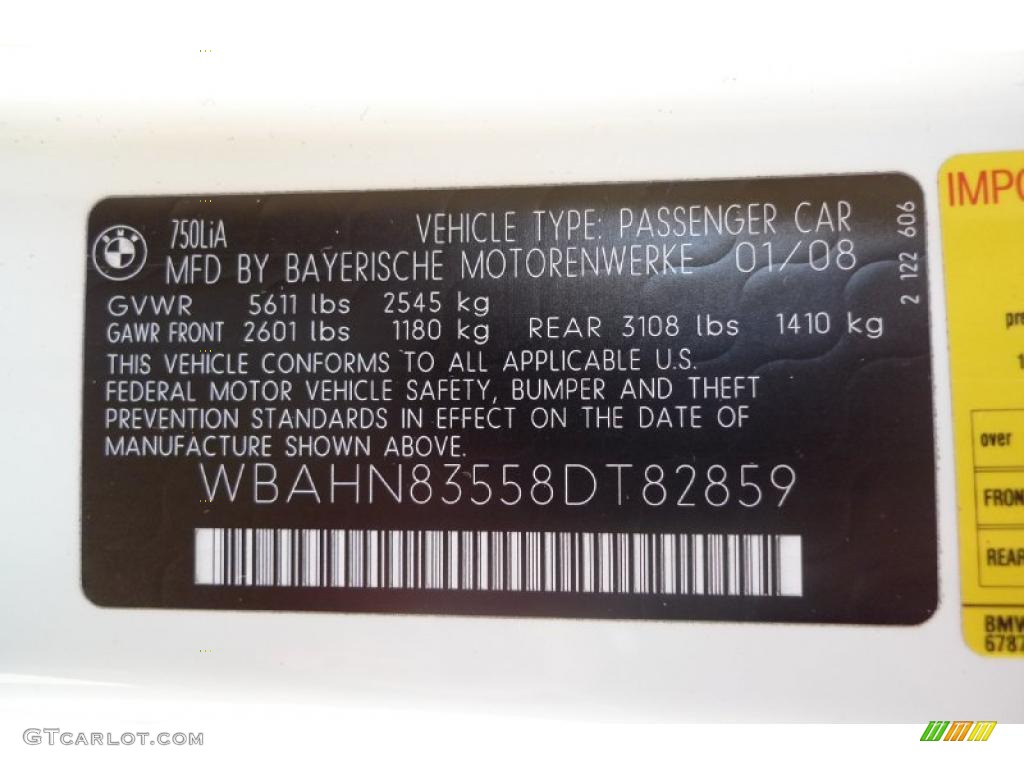 750LiA VEHICLE TYPE: PASSENGER CAR
MFD BY BAYERISCHE MOTORENWERKE 01/08
GVWR 5611 lbs 2545 kg
GAWR FRONT 2601 lbs 1180 kg REAR 3108 lbs 1410 kg
THIS VEHICLE CONFORMS TO ALL APPLICABLE U.S.
FEDERAL MOTOR VEHICLE SAFETY, BUMPER AND THEFT
PREVENTION STANDARDS IN EFFECT ON THE DATE OF
MANUFACTURE SHOWN ABOVE.
WBAHN83558DT82859
2 122 606
over
FRON
REAR
BMW
GTCARLOT.COM